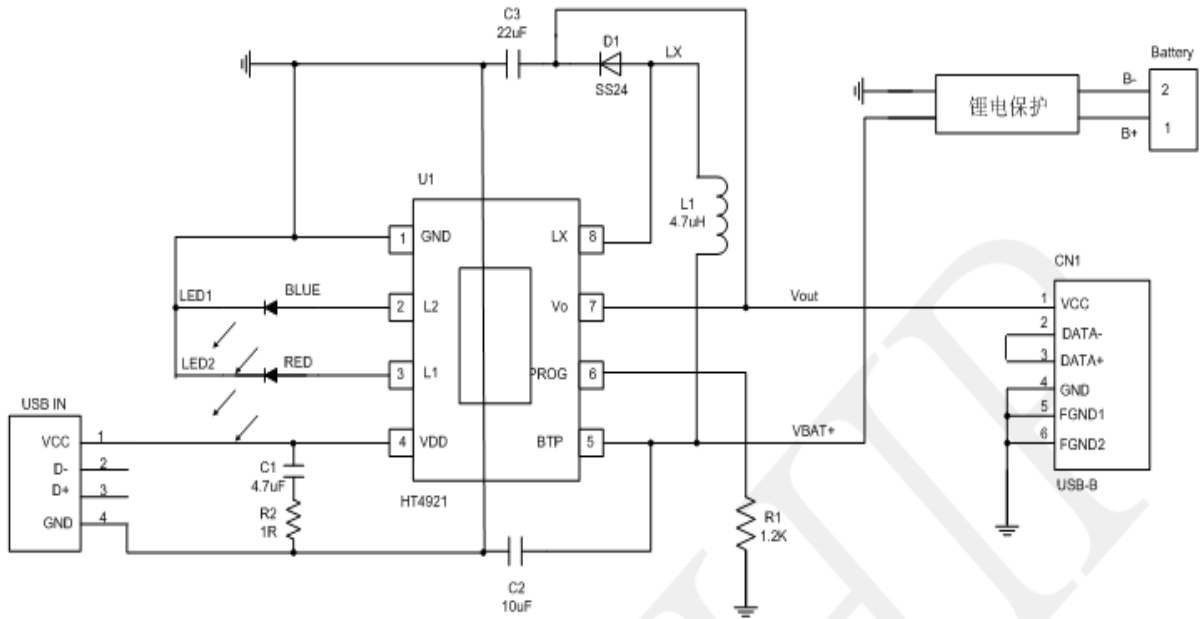 C3
22uF
D1
SS24
LX
Battery
B-
2
锂电保护
B+
1
U1
L1
4.7uH
1
GND
LX
8
CN1
LED1
BLUE
2
L2
Vo
7
Vout
1
VCC
2
DATA-
LED2
RED
3
L1
PROG
6
3
DATA+
4
GND
5
FGND1
USB IN
VCC
1
4
VDD
BTP
5
VBAT+
6
FGND2
D-
2
C1
4.7uF
D+
3
HT4921
USB-B
GND
4
R2
1R
R1
1.2K
C2
10uF